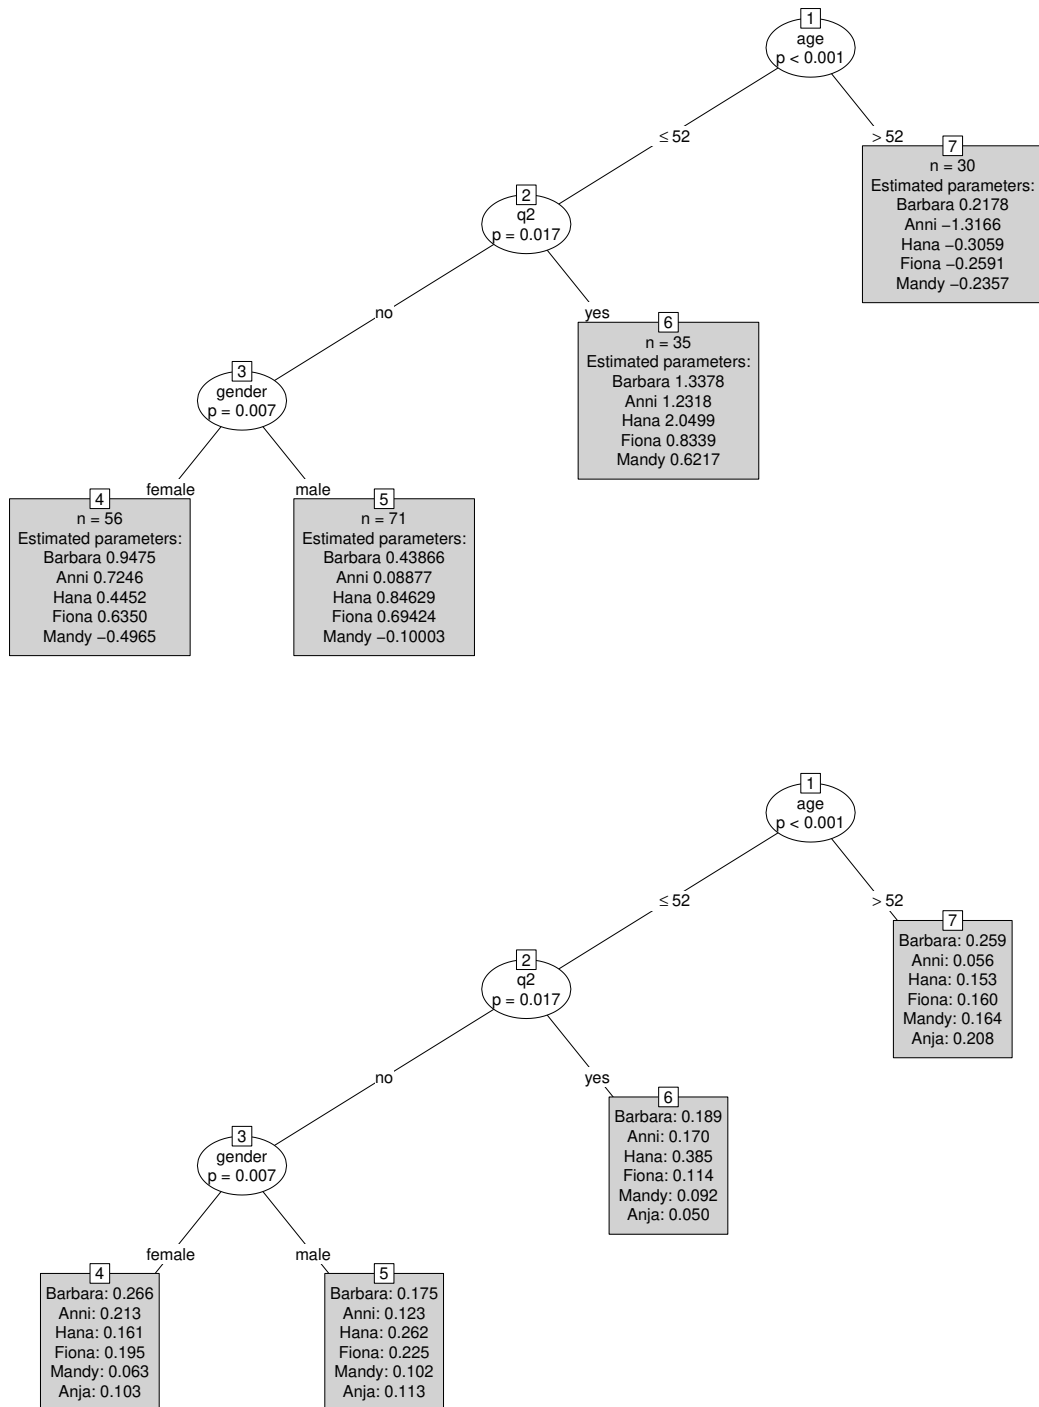 1
age
p < 0.001
≤ 52
> 52
7
n = 30
Estimated parameters:
Barbara 0.2178
Anni −1.3166
Hana −0.3059
Fiona −0.2591
Mandy −0.2357
2
q2
p = 0.017
no
yes
6
n = 35
Estimated parameters:
Barbara 1.3378
Anni 1.2318
Hana 2.0499
Fiona 0.8339
Mandy 0.6217
3
gender
p = 0.007
female
male
4
n = 56
Estimated parameters:
Barbara 0.9475
Anni 0.7246
Hana 0.4452
Fiona 0.6350
Mandy −0.4965
5
n = 71
Estimated parameters:
Barbara 0.43866
Anni 0.08877
Hana 0.84629
Fiona 0.69424
Mandy −0.10003
1
age
p < 0.001
≤ 52
> 52
7
Barbara: 0.259
Anni: 0.056
Hana: 0.153
Fiona: 0.160
Mandy: 0.164
Anja: 0.208
2
q2
p = 0.017
no
yes
6
Barbara: 0.189
Anni: 0.170
Hana: 0.385
Fiona: 0.114
Mandy: 0.092
Anja: 0.050
3
gender
p = 0.007
female
male
4
Barbara: 0.266
Anni: 0.213
Hana: 0.161
Fiona: 0.195
Mandy: 0.063
Anja: 0.103
5
Barbara: 0.175
Anni: 0.123
Hana: 0.262
Fiona: 0.225
Mandy: 0.102
Anja: 0.113